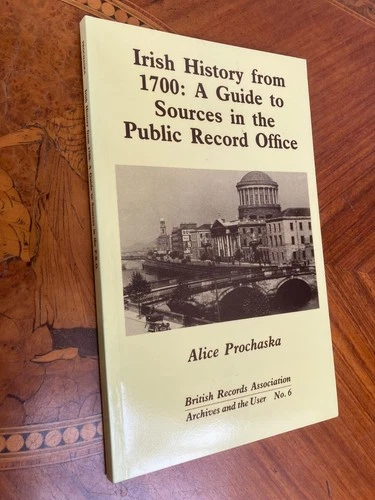 Irish History from
1700: A Guide to
Sources in the
Public Record Office
Alice Prochaska
British Records Association
Archives and the User No. 6